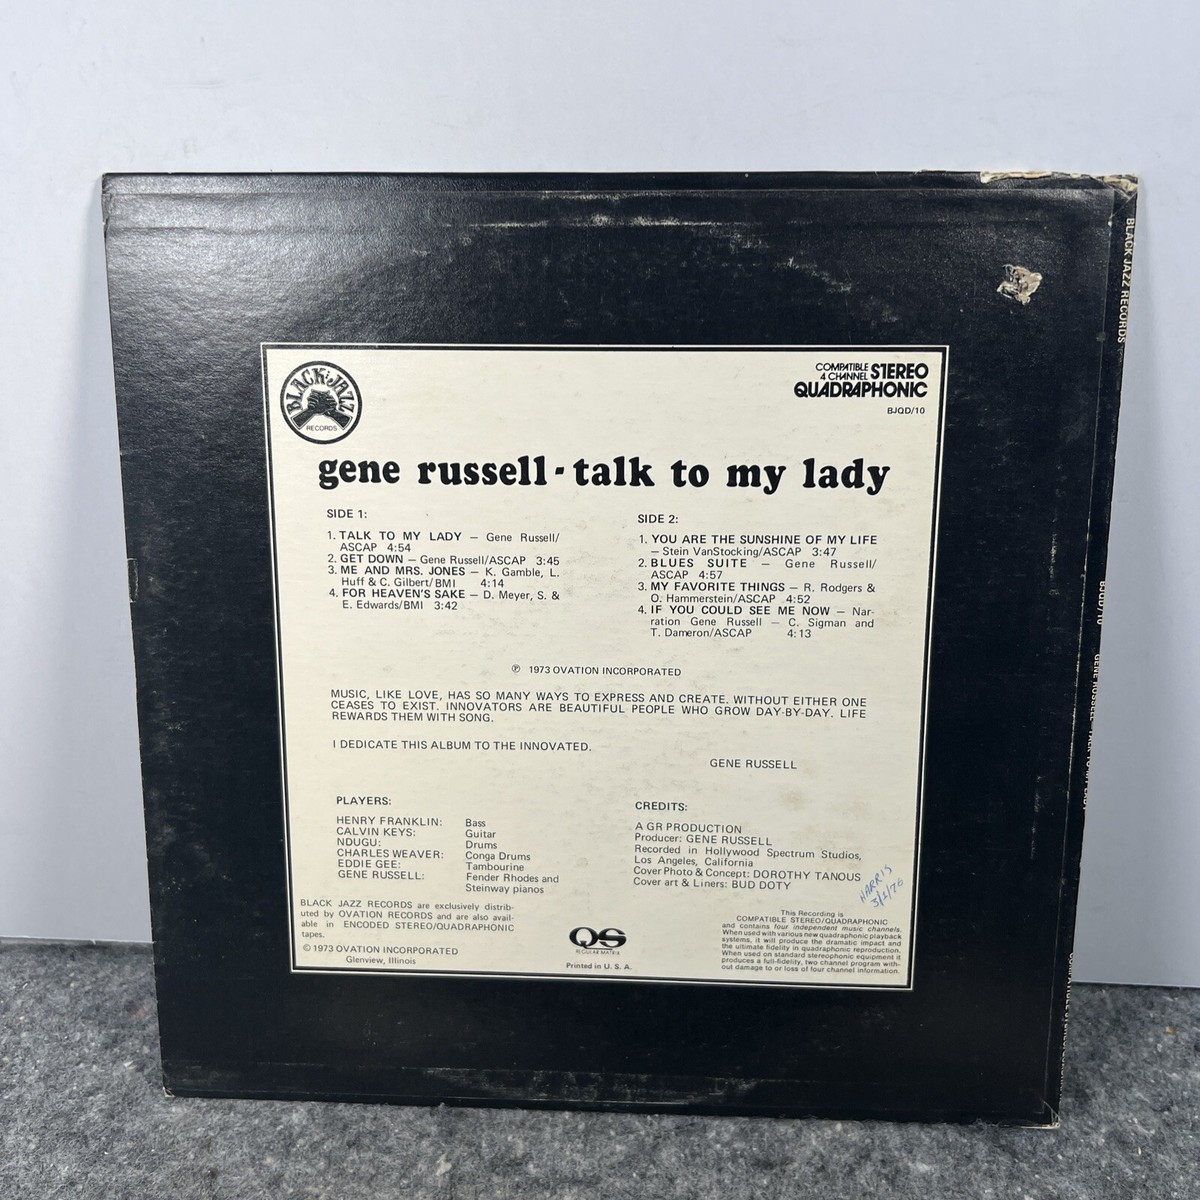 BLACK JAZZ
RECORDS
COMPATIBLE
4 CHANNEL STEREO
QUADRAPHONIC
BJQD/10
gene russell - talk to my lady
SIDE 1:
1. TALK TO MY LADY — Gene Russell/
ASCAP 4:54
2. GET DOWN — Gene Russell/ASCAP 3:45
3. ME AND MRS. JONES — K. Gamble, L.
Huff & C. Gilbert/BMI 4:14
4. FOR HEAVEN'S SAKE — D. Meyer, S. &
E. Edwards/BMI 3:42
SIDE 2:
1. YOU ARE THE SUNSHINE OF MY LIFE
— Stein VanStocking/ASCAP 3:47
2. BLUES SUITE — Gene Russell/
ASCAP 4:57
3. MY FAVORITE THINGS — R. Rodgers &
O. Hammerstein/ASCAP 4:52
4. IF YOU COULD SEE ME NOW — Nar-
ration Gene Russell — C. Sigman and
T. Dameron/ASCAP 4:13
℗ 1973 OVATION INCORPORATED
MUSIC, LIKE LOVE, HAS SO MANY WAYS TO EXPRESS AND CREATE. WITHOUT EITHER ONE
CEASES TO EXIST. INNOVATORS ARE BEAUTIFUL PEOPLE WHO GROW DAY-BY-DAY. LIFE
REWARDS THEM WITH SONG.
I DEDICATE THIS ALBUM TO THE INNOVATED.
GENE RUSSELL
PLAYERS:
HENRY FRANKLIN: Bass
CALVIN KEYS: Guitar
NDUGU: Drums
CHARLES WEAVER: Conga Drums
EDDIE GEE: Tambourine
GENE RUSSELL: Fender Rhodes and
Steinway pianos
CREDITS:
A GR PRODUCTION
Producer: GENE RUSSELL
Recorded in Hollywood Spectrum Studios,
Los Angeles, California
Cover Photo & Concept: DOROTHY TANOUS
Cover art & Liners: BUD DOTY
HARRIS
3/1/76
BLACK JAZZ RECORDS are exclusively distrib-
uted by OVATION RECORDS and are also avail-
able in ENCODED STEREO/QUADRAPHONIC
tapes.
© 1973 OVATION INCORPORATED
Glenview, Illinois
QS
REGULAR MATRIX
Printed in U. S. A.
This Recording is
COMPATIBLE STEREO/QUADRAPHONIC
and contains four independent music channels.
When used with various new quadraphonic playback
systems, it will produce the dramatic impact and
the ultimate fidelity in quadraphonic reproduction.
When used on standard stereophonic equipment it
produces a full-fidelity, two channel program with-
out damage to or loss of four channel information.
BLACK JAZZ RECORDS
BJQD/10
GENE RUSSELL TALK TO MY LADY